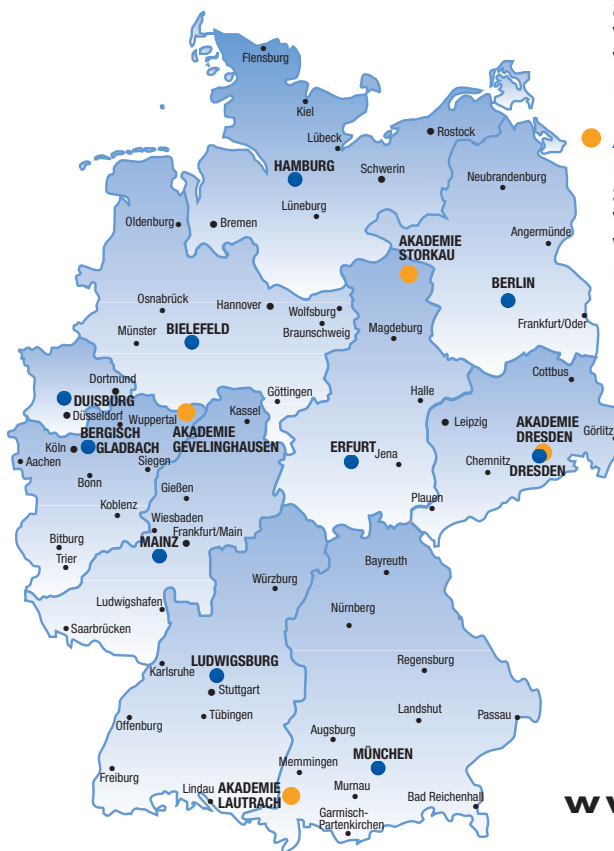 Flensburg
Kiel
Lübeck
Rostock
HAMBURG
Schwerin
Neubrandenburg
Lüneburg
Oldenburg
Bremen
Angermünde
AKADEMIE
STORKAU
BERLIN
Osnabrück
Hannover
Wolfsburg
Braunschweig
Frankfurt/Oder
Münster
BIELEFELD
Magdeburg
Cottbus
Dortmund
DUISBURG
Göttingen
Halle
Düsseldorf
Wuppertal
Kassel
Leipzig
AKADEMIE
DRESDEN
Görlitz
BERGISCH
GLADBACH
AKADEMIE
GEVELINGHAUSEN
Köln
Aachen
Siegen
ERFURT
Jena
Chemnitz
DRESDEN
Bonn
Gießen
Plauen
Koblenz
Wiesbaden
Frankfurt/Main
Bitburg
Trier
MAINZ
Bayreuth
Würzburg
Ludwigshafen
Nürnberg
Saarbrücken
LUDWIGSBURG
Karlsruhe
Regensburg
Stuttgart
Offenburg
Tübingen
Landshut
Passau
Augsburg
MÜNCHEN
Memmingen
Freiburg
Lindau
AKADEMIE
LAUTRACH
Murnau
Bad Reichenhall
Garmisch-
Partenkirchen